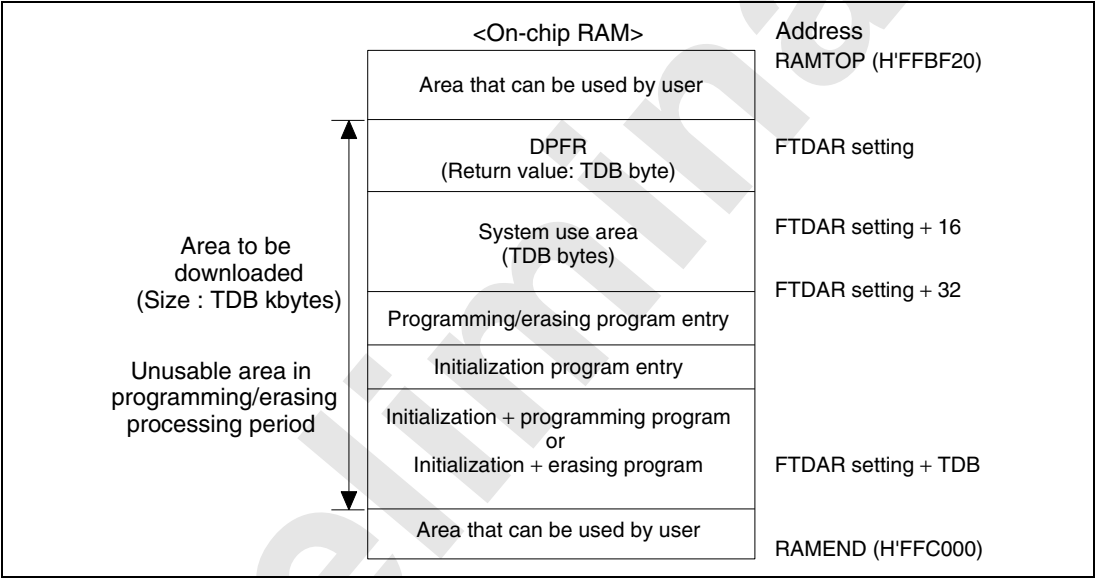 <On-chip RAM>
Address
RAMTOP (H'FFBF20)
Area that can be used by user
DPFR
(Return value: TDB byte)
FTDAR setting
System use area
(TDB bytes)
FTDAR setting + 16
Area to be
downloaded
(Size : TDB kbytes)
FTDAR setting + 32
Programming/erasing program entry
Initialization program entry
Unusable area in
programming/erasing
processing period
Initialization + programming program
or
Initialization + erasing program
FTDAR setting + TDB
Area that can be used by user
RAMEND (H'FFC000)
elimina